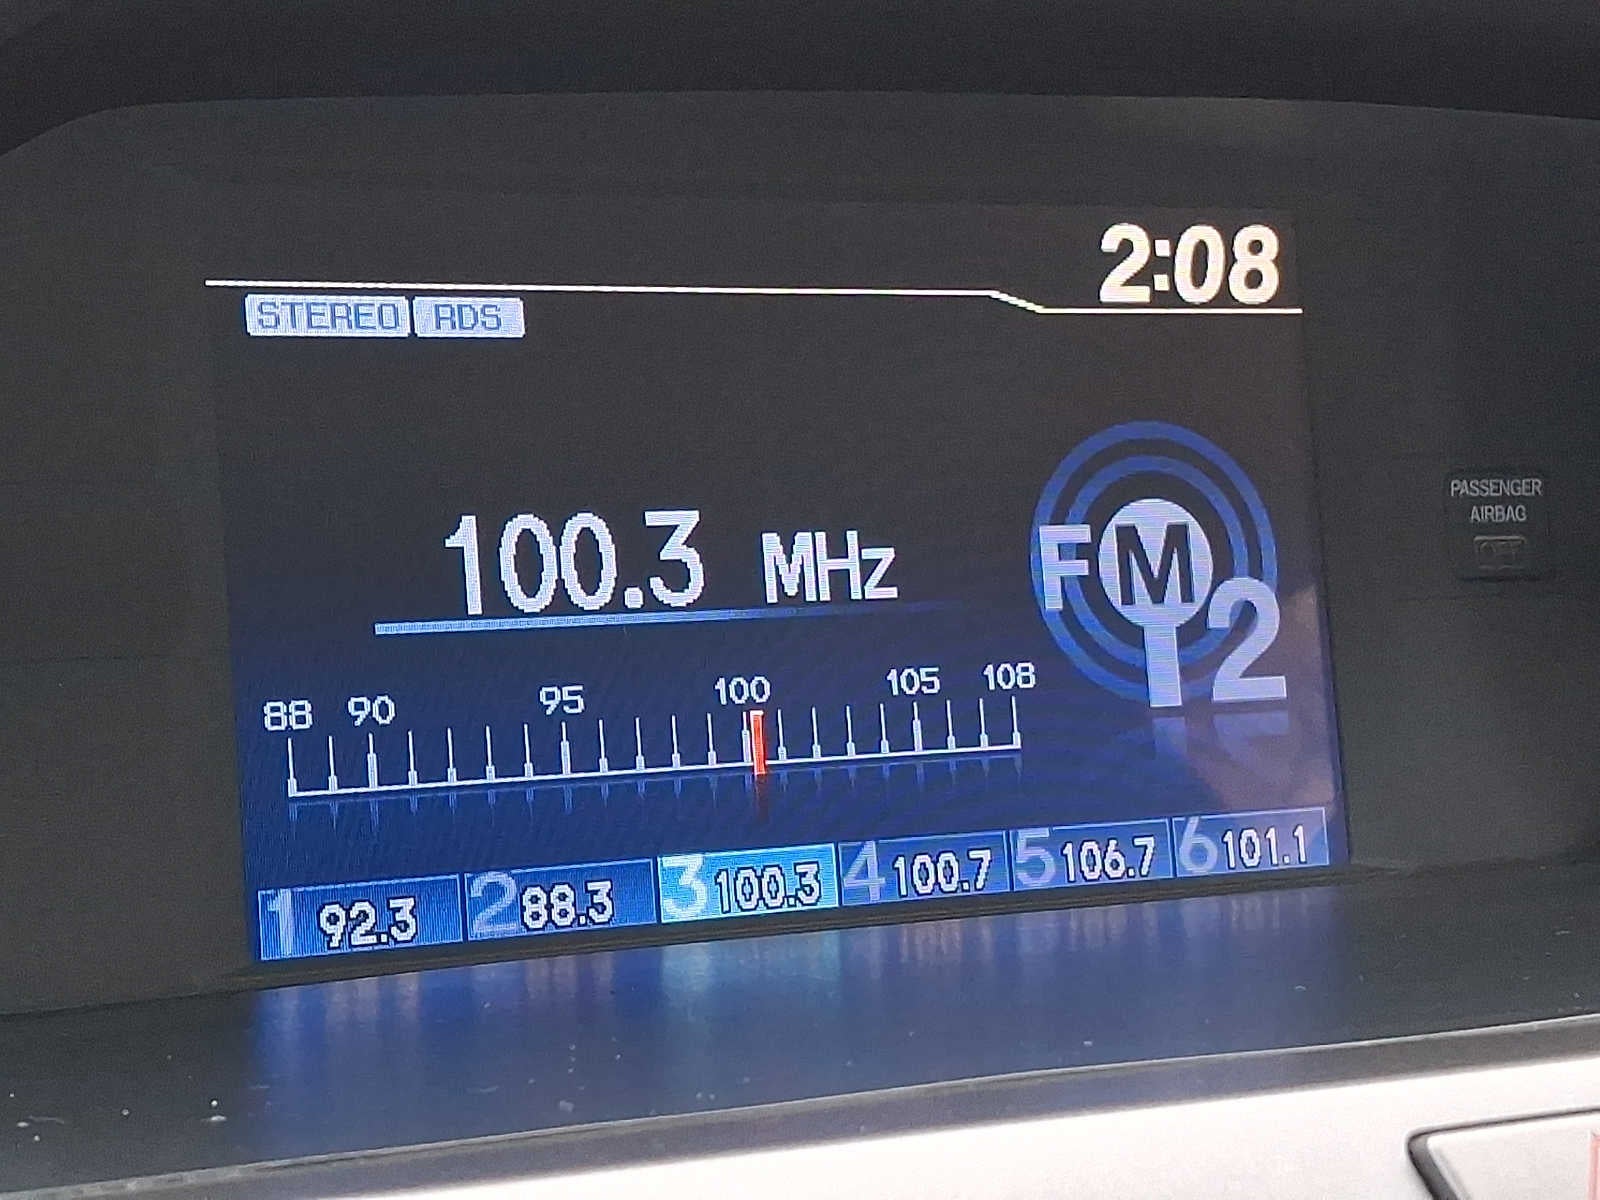 2:08
STEREO RDS
100.3 MHz
FM 2
PASSENGER
AIRBAG
88 90 95 100 105 108
1 92.3 2 88.3 3 100.3 4 100.7 5 106.7 6 101.1